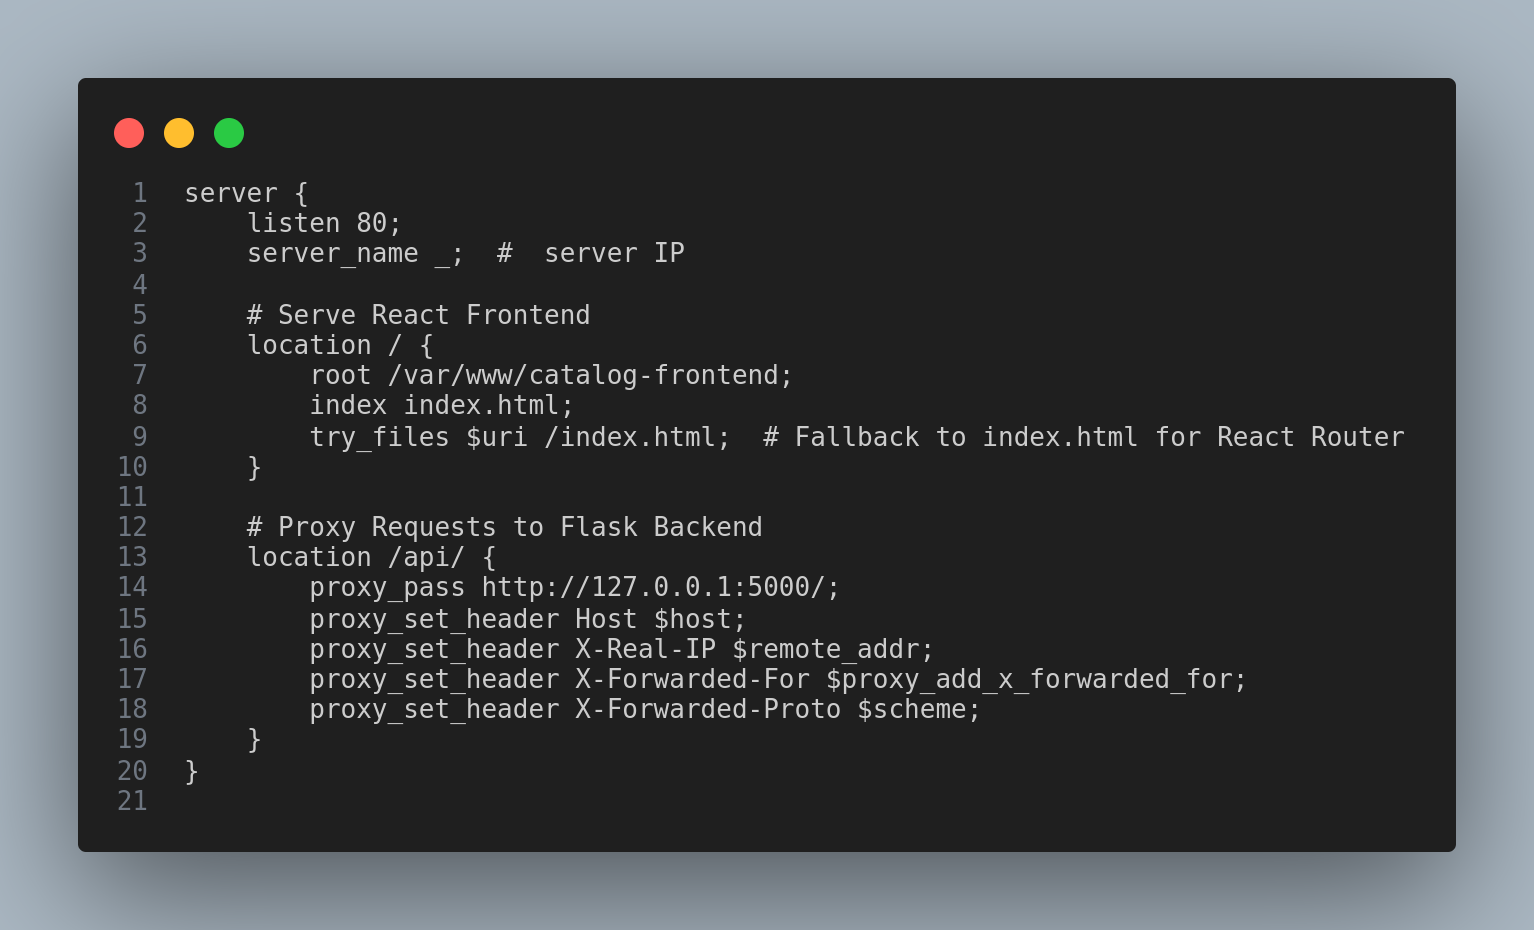 1 server {
2     listen 80;
3     server_name _;  #  server IP
4
5     # Serve React Frontend
6     location / {
7         root /var/www/catalog-frontend;
8         index index.html;
9         try_files $uri /index.html;  # Fallback to index.html for React Router
10     }
11
12     # Proxy Requests to Flask Backend
13     location /api/ {
14         proxy_pass http://127.0.0.1:5000/;
15         proxy_set_header Host $host;
16         proxy_set_header X-Real-IP $remote_addr;
17         proxy_set_header X-Forwarded-For $proxy_add_x_forwarded_for;
18         proxy_set_header X-Forwarded-Proto $scheme;
19     }
20 }
21